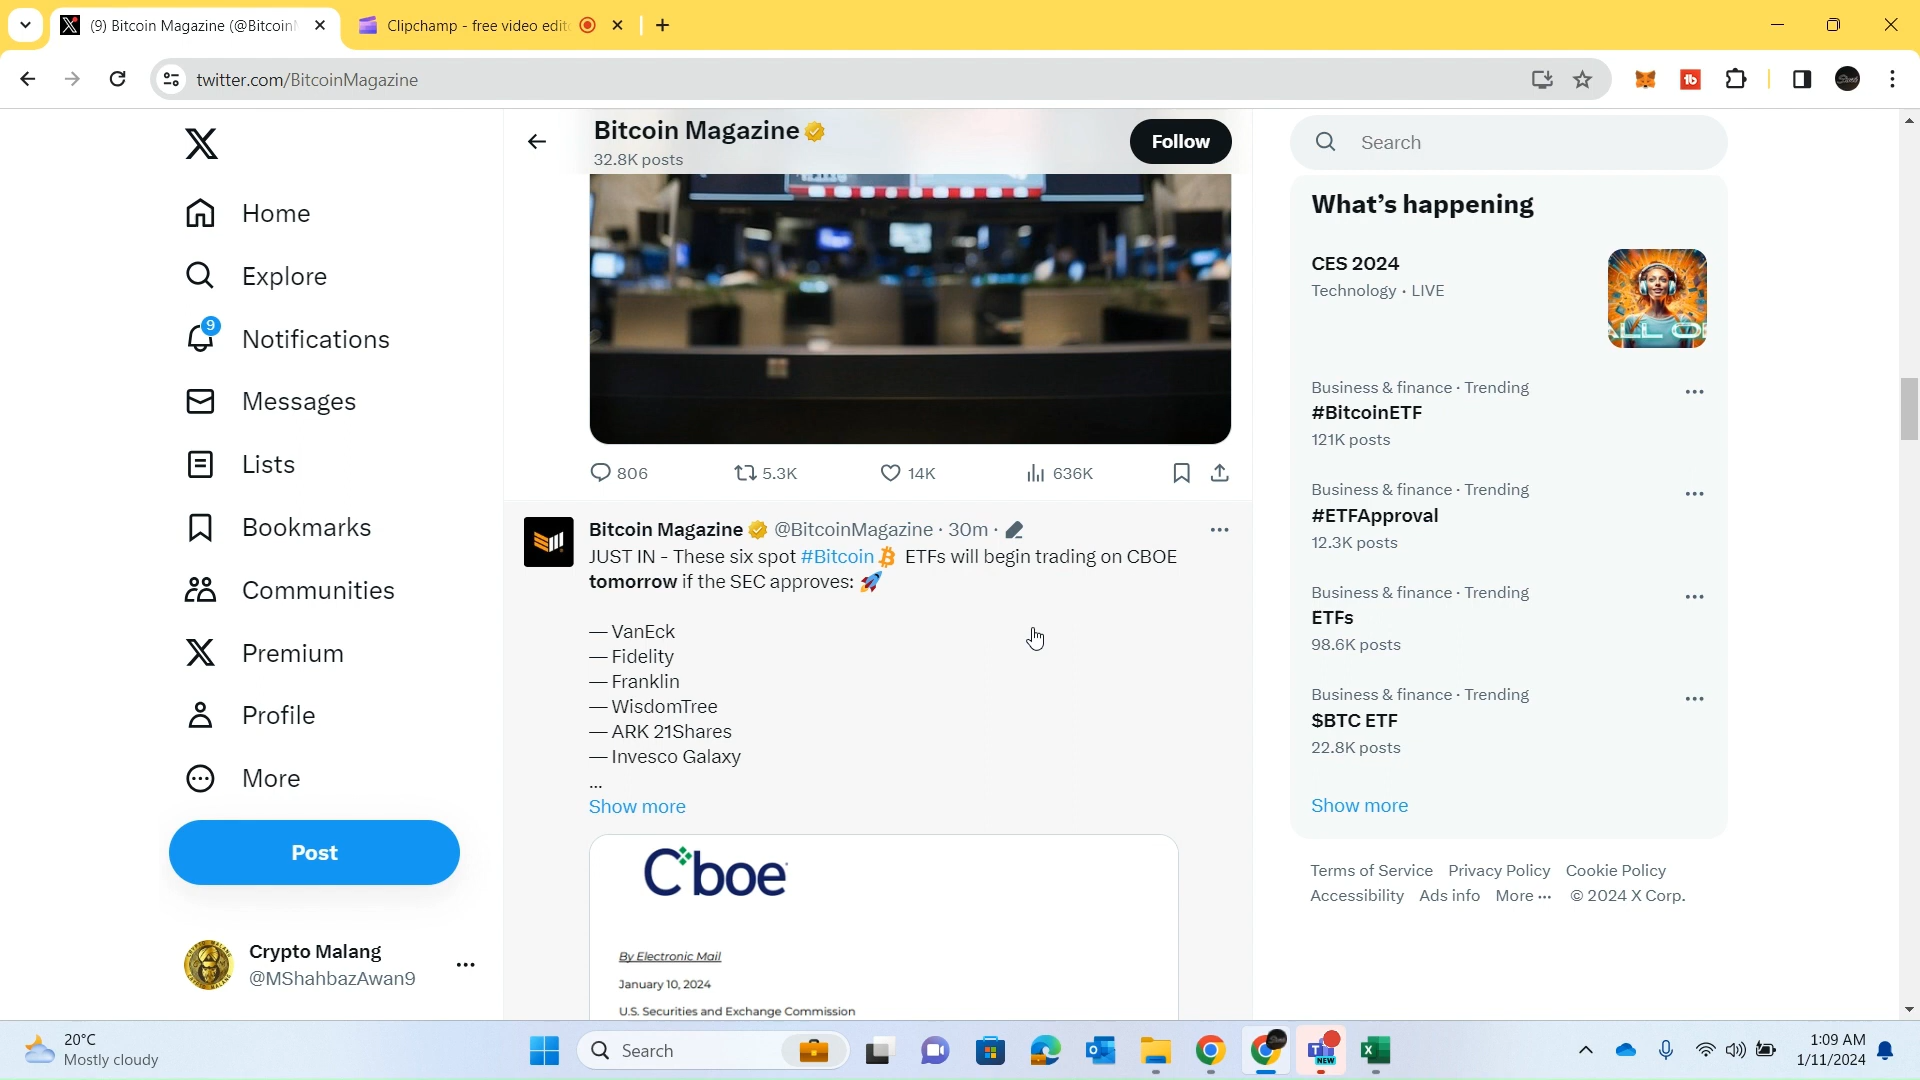 (9) Bitcoin Magazine (@Bitcoin
Clipchamp - free video edit
twitter.com/BitcoinMagazine
Home
Explore
9
Notifications
Messages
Lists
Bookmarks
Communities
Premium
Profile
More
Post
Crypto Malang
@MShahbazAwan9
Bitcoin Magazine
32.8K posts
Follow
806
5.3K
14K
636K
Bitcoin Magazine @BitcoinMagazine · 30m ·
JUST IN - These six spot #Bitcoin ETFs will begin trading on CBOE
tomorrow if the SEC approves: 🚀
— VanEck
— Fidelity
— Franklin
— WisdomTree
— ARK 21Shares
— Invesco Galaxy
...
Show more
Cboe
By Electronic Mail
January 10, 2024
U.S. Securities and Exchange Commission
Search
What's happening
CES 2024
Technology · LIVE
Business & finance · Trending
#BitcoinETF
121K posts
Business & finance · Trending
#ETFApproval
12.3K posts
Business & finance · Trending
ETFs
98.6K posts
Business & finance · Trending
$BTC ETF
22.8K posts
Show more
Terms of Service Privacy Policy Cookie Policy
Accessibility Ads info More ··· © 2024 X Corp.
20°C
Mostly cloudy
Search
NEW
1:09 AM
1/11/2024